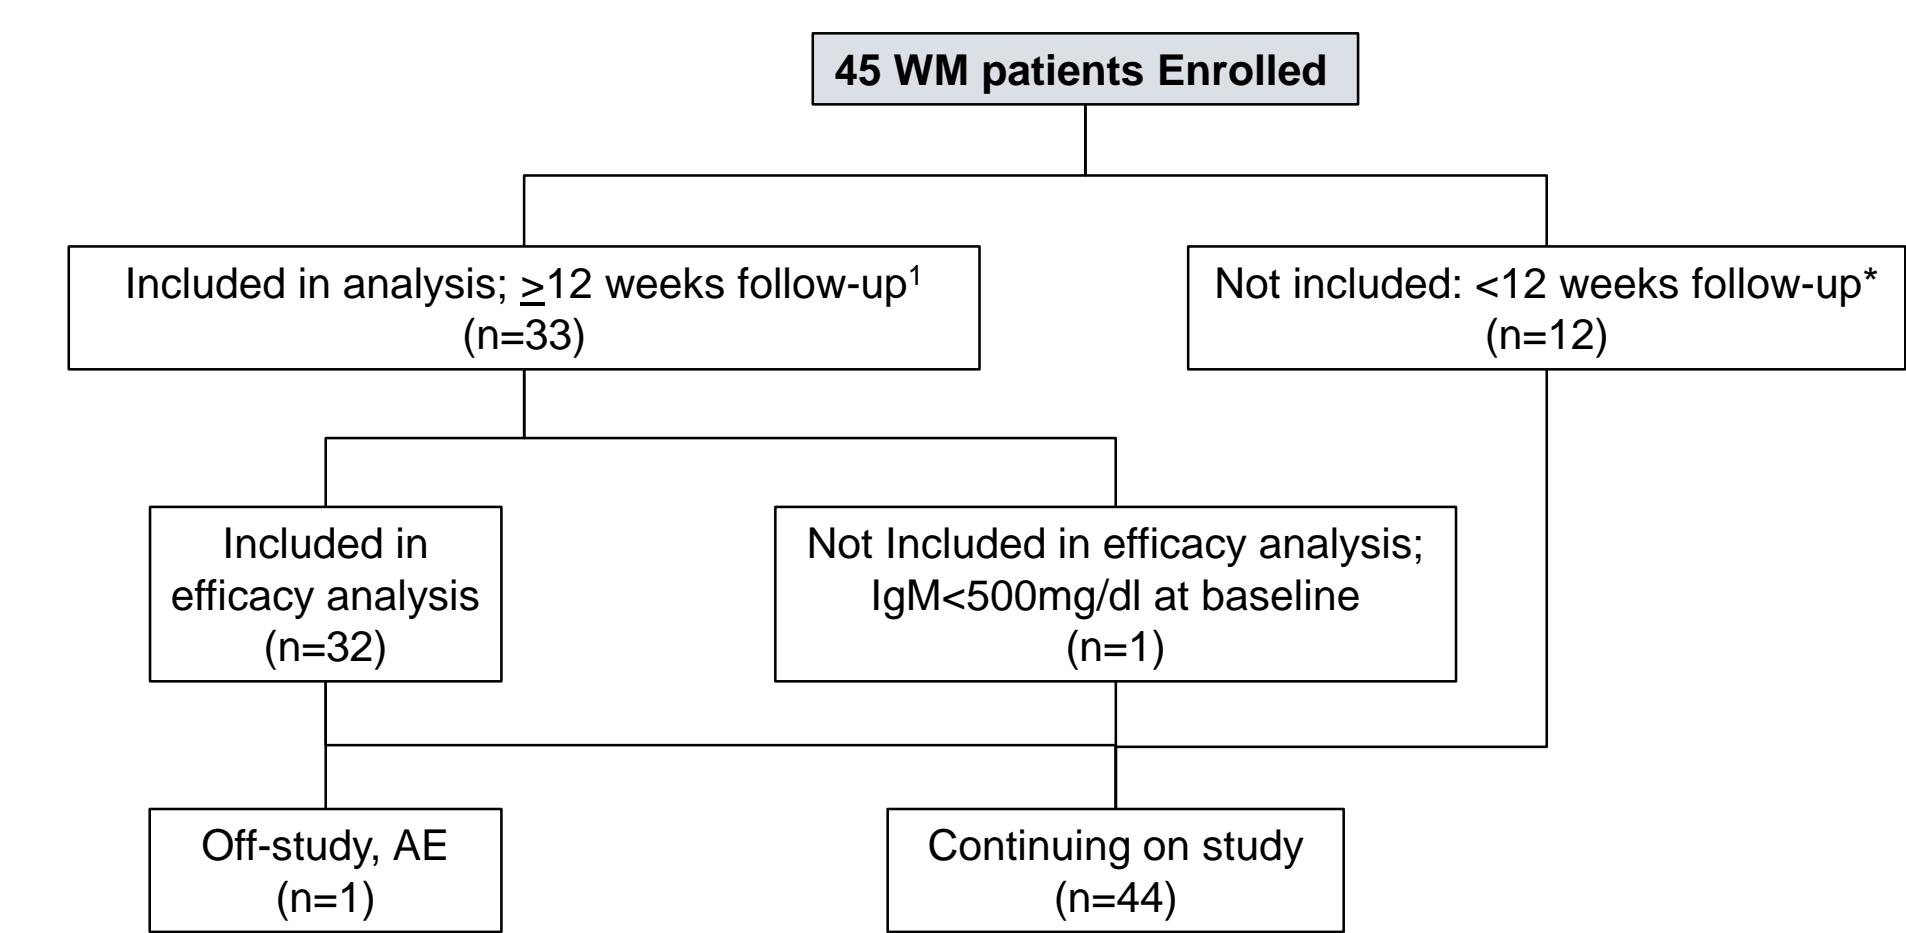 45 WM patients Enrolled
Included in analysis; ≥12 weeks follow-up¹
(n=33)
Not included: <12 weeks follow-up*
(n=12)
Included in
efficacy analysis
(n=32)
Not Included in efficacy analysis;
IgM<500mg/dl at baseline
(n=1)
Off-study, AE
(n=1)
Continuing on study
(n=44)